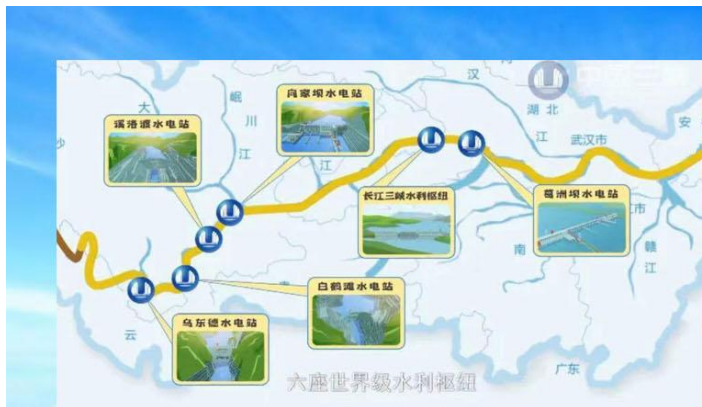 汉
湖北
江
武汉市
安
大
岷
川
江
溪洛渡水电站
向家坝水电站
江
长江三峡水利枢纽
葛洲坝水电站
江市
南
赣
江
白鹤滩水电站
云
乌东德水电站
广东
六座世界级水利枢纽